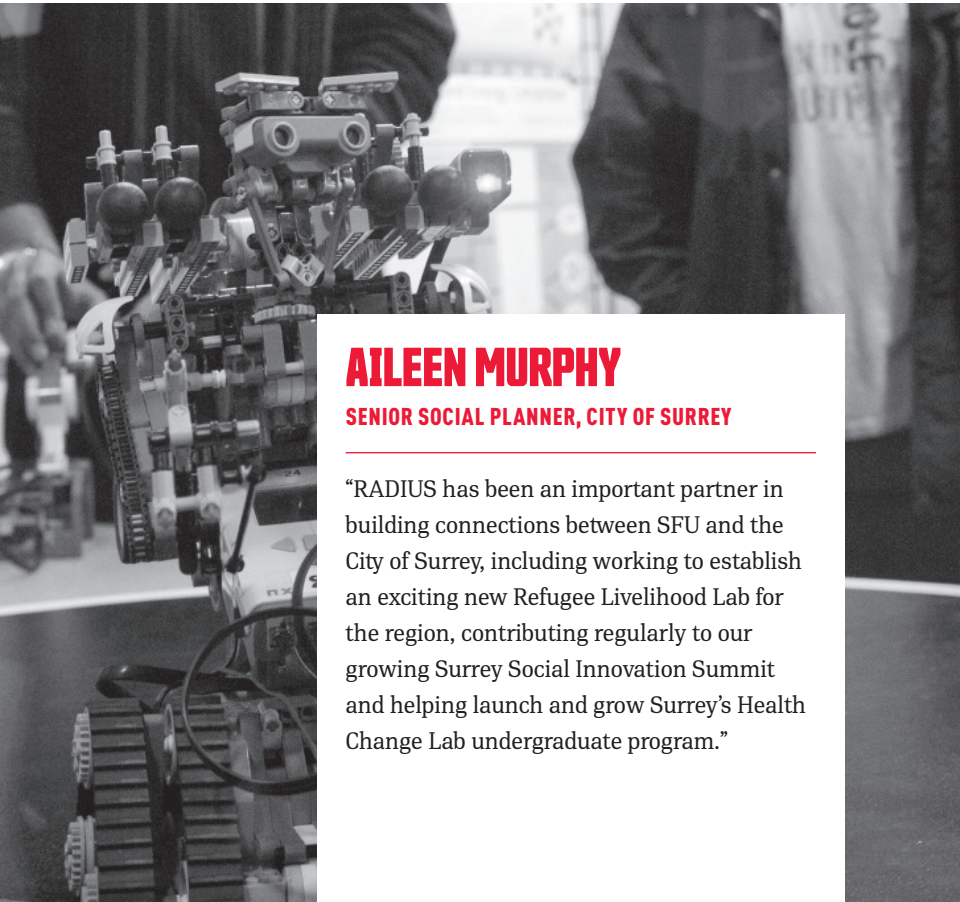 AILEEN MURPHY
SENIOR SOCIAL PLANNER, CITY OF SURREY
“RADIUS has been an important partner in
building connections between SFU and the
City of Surrey, including working to establish
an exciting new Refugee Livelihood Lab for
the region, contributing regularly to our
growing Surrey Social Innovation Summit
and helping launch and grow Surrey’s Health
Change Lab undergraduate program.”
24